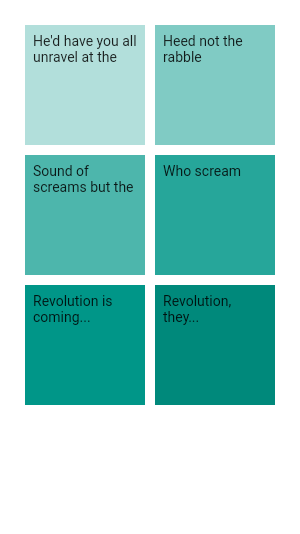 He'd have you all
unravel at the
Heed not the
rabble
Sound of
screams but the
Who scream
Revolution is
coming...
Revolution,
they...